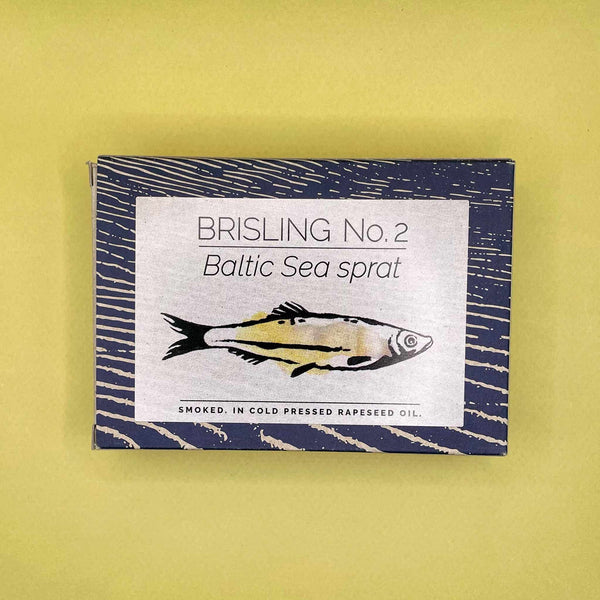 BRISLING No. 2
Baltic Sea sprat
SMOKED. IN COLD PRESSED RAPESEED OIL.